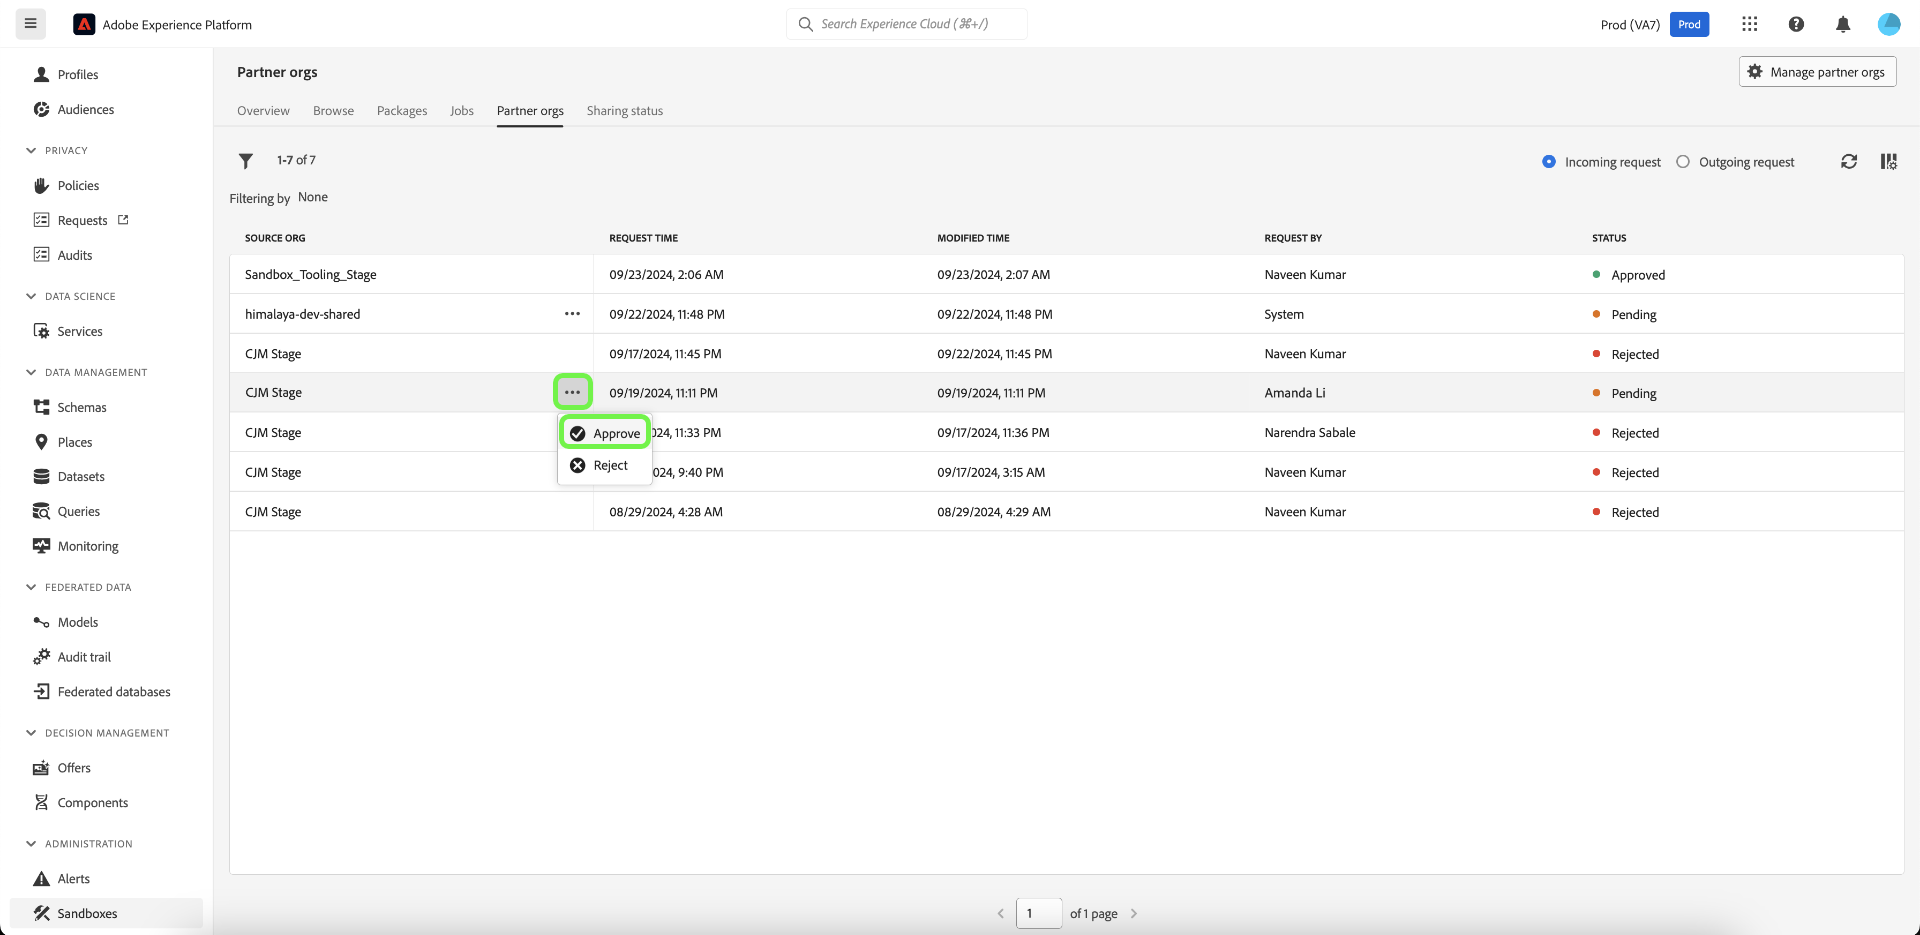 Adobe Experience Platform
Search Experience Cloud (⌘+/)
Prod (VA7)
Prod
Profiles
Audiences
PRIVACY
Policies
Requests
Audits
DATA SCIENCE
Services
DATA MANAGEMENT
Schemas
Places
Datasets
Queries
Monitoring
FEDERATED DATA
Models
Audit trail
Federated databases
DECISION MANAGEMENT
Offers
Components
ADMINISTRATION
Alerts
Sandboxes
Partner orgs
Manage partner orgs
Overview Browse Packages Jobs Partner orgs Sharing status
1-7 of 7
Incoming request Outgoing request
Filtering by None
SOURCE ORG REQUEST TIME MODIFIED TIME REQUEST BY STATUS
Sandbox_Tooling_Stage 09/23/2024, 2:06 AM 09/23/2024, 2:07 AM Naveen Kumar Approved
himalaya-dev-shared 09/22/2024, 11:48 PM 09/22/2024, 11:48 PM System Pending
CJM Stage 09/17/2024, 11:45 PM 09/22/2024, 11:45 PM Naveen Kumar Rejected
CJM Stage 09/19/2024, 11:11 PM 09/19/2024, 11:11 PM Amanda Li Pending
CJM Stage 024, 11:33 PM 09/17/2024, 11:36 PM Narendra Sabale Rejected
Approve
CJM Stage 024, 9:40 PM 09/17/2024, 3:15 AM Naveen Kumar Rejected
Reject
CJM Stage 08/29/2024, 4:28 AM 08/29/2024, 4:29 AM Naveen Kumar Rejected
1 of 1 page